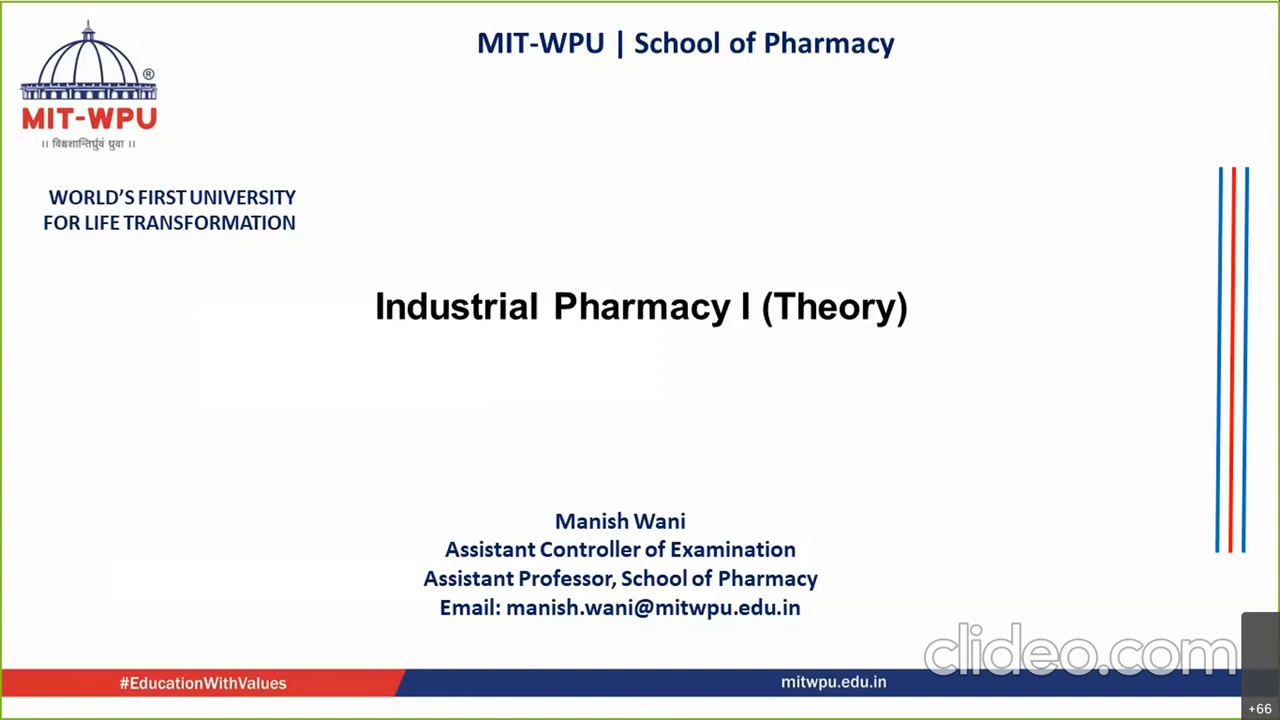 MIT-WPU | School of Pharmacy
®
MIT-WPU
।। विश्वशान्तिर्ध्रुवं ध्रुवा ।।
WORLD'S FIRST UNIVERSITY
FOR LIFE TRANSFORMATION
Industrial Pharmacy I (Theory)
Manish Wani
Assistant Controller of Examination
Assistant Professor, School of Pharmacy
Email: manish.wani@mitwpu.edu.in
clideo.com
#EducationWithValues
mitwpu.edu.in
+66